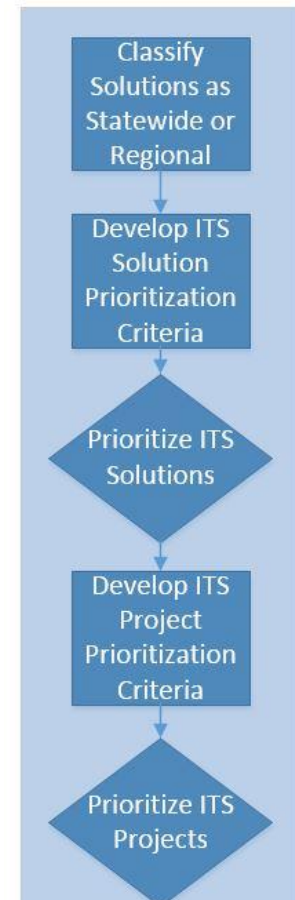 Classify
Solutions as
Statewide or
Regional
Develop ITS
Solution
Prioritization
Criteria
Prioritize ITS
Solutions
Develop ITS
Project
Prioritization
Criteria
Prioritize ITS
Projects